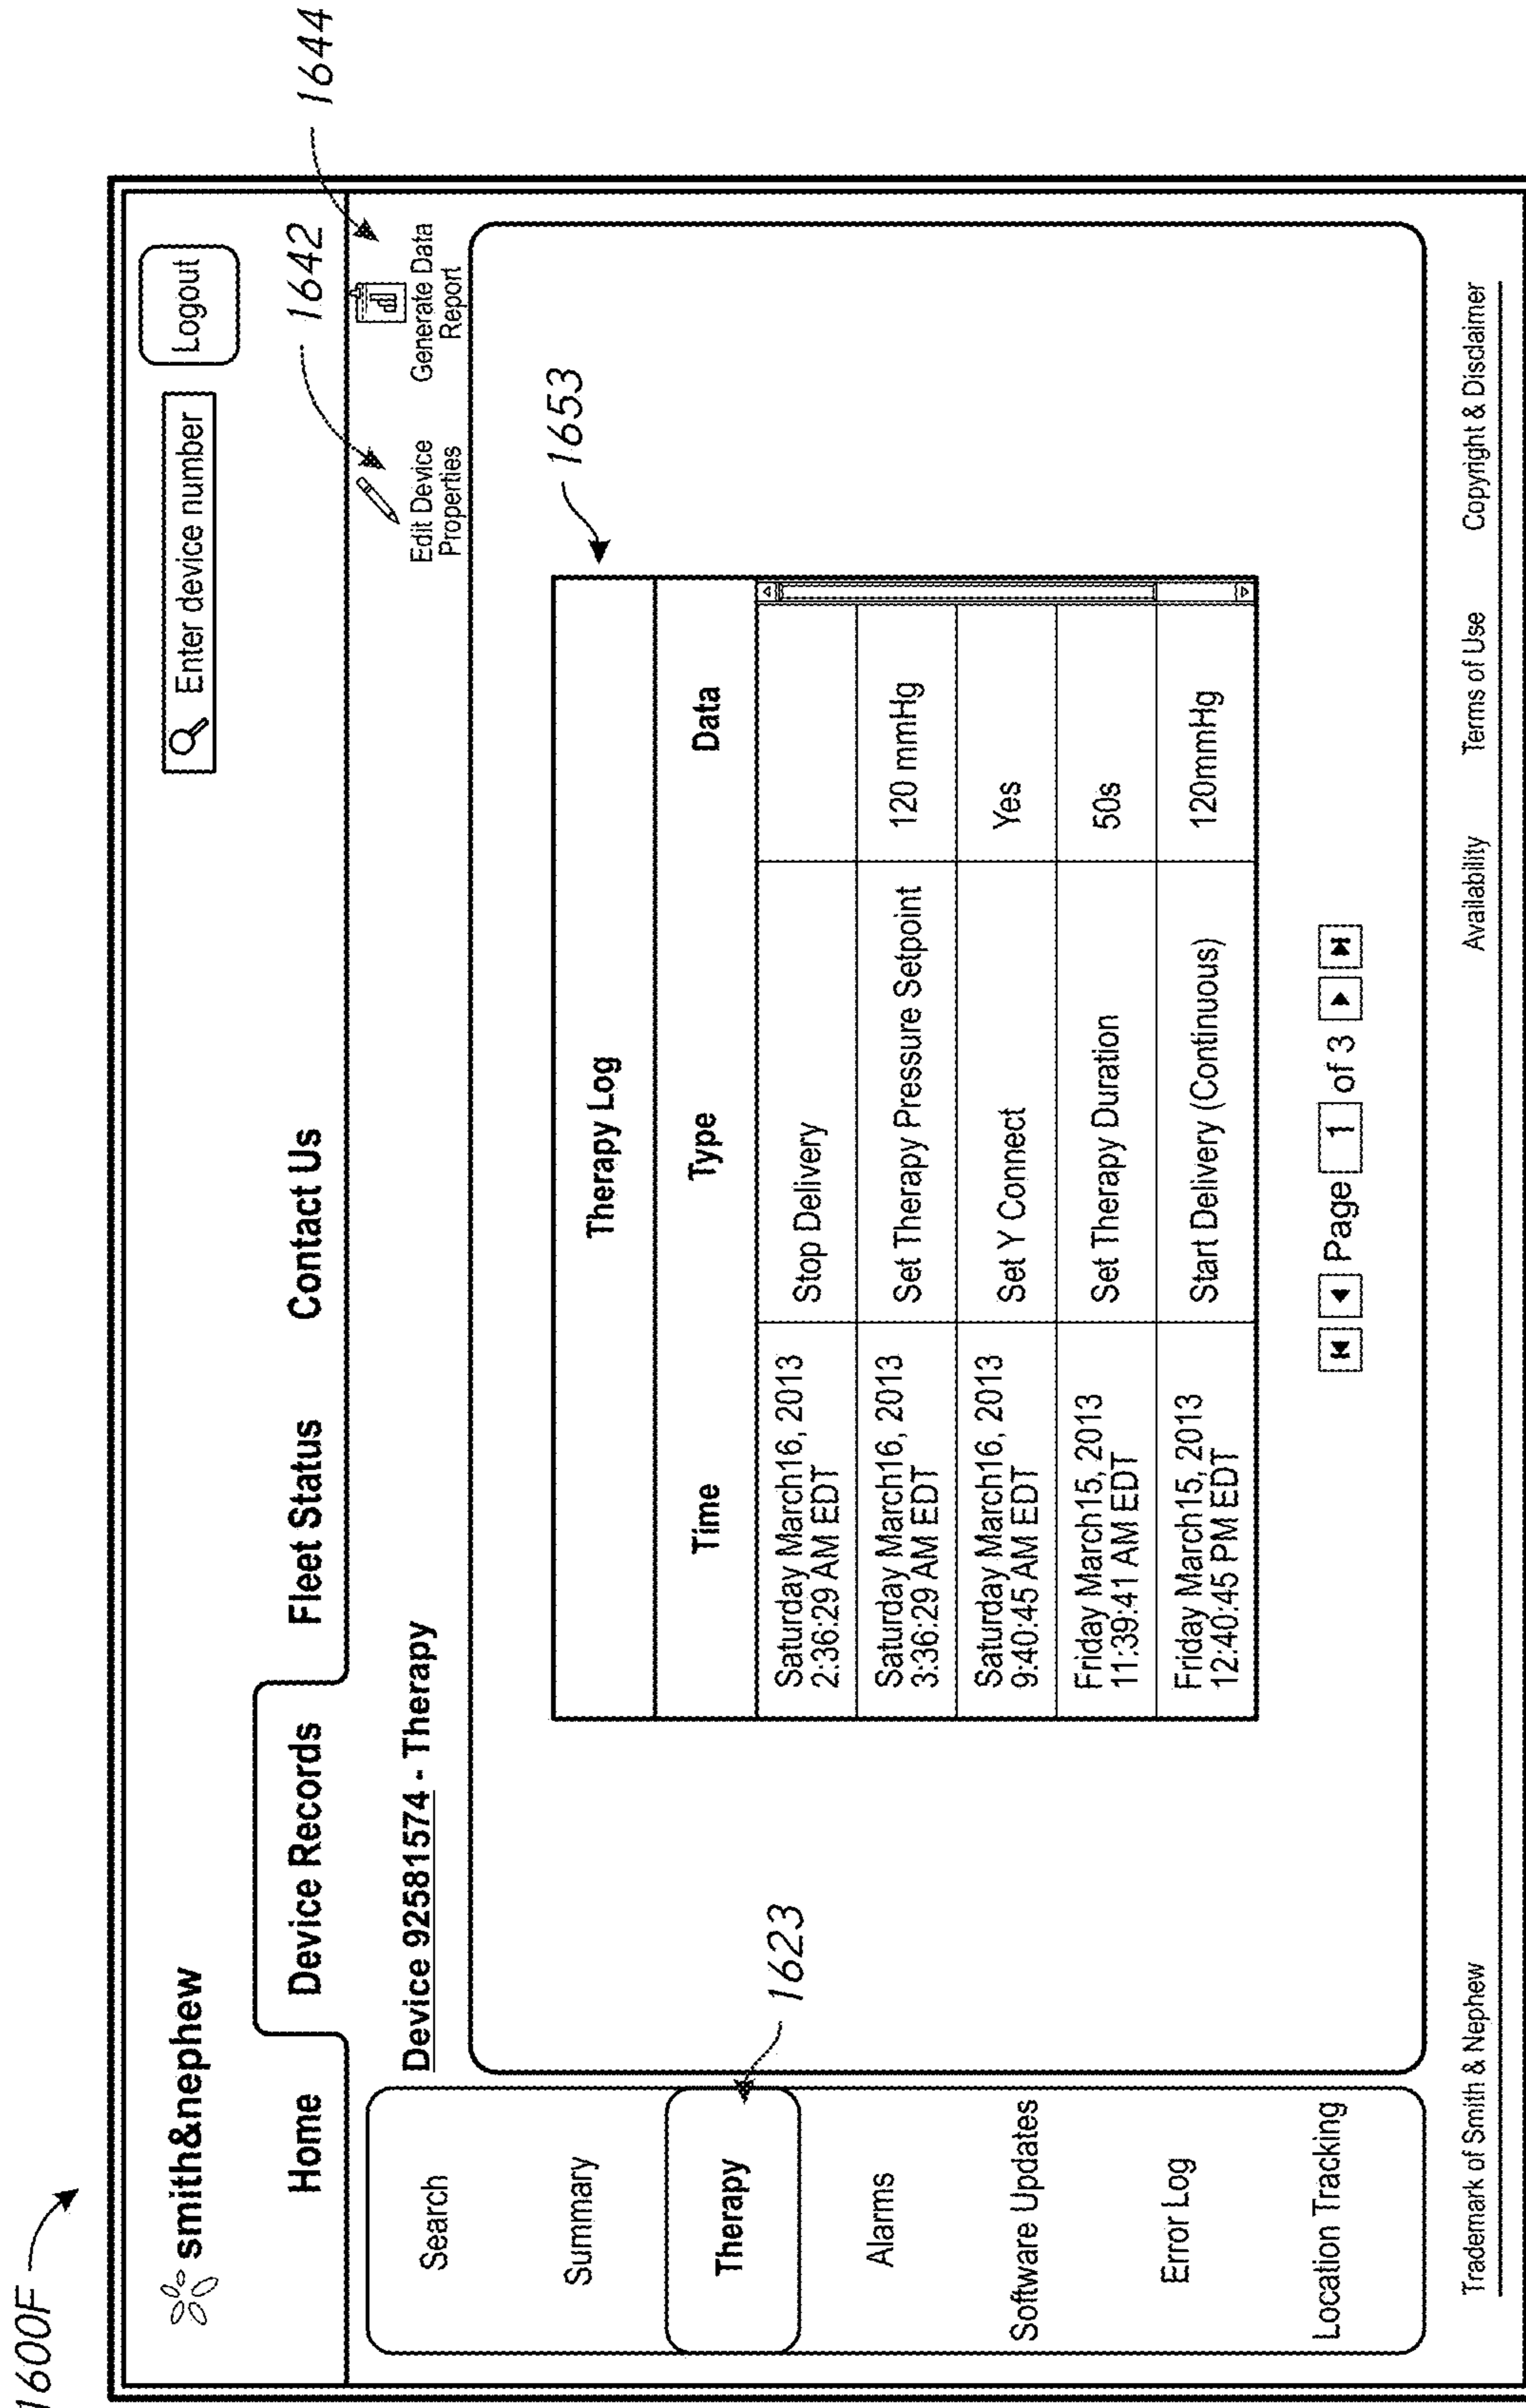 1600F
smith&nephew
Enter device number
Logout
Home
Device Records
Fleet Status
Contact Us
1642
1644
Device 92581574 - Therapy
Edit Device
Properties
Generate Data
Report
Search
Summary
Therapy
Alarms
Software Updates
Error Log
Location Tracking
1623
1653
Therapy Log
Time Type Data
Saturday March16, 2013
2:36:29 AM EDT
Stop Delivery
Saturday March16, 2013
3:36:29 AM EDT
Set Therapy Pressure Setpoint
120 mmHg
Saturday March16, 2013
9:40:45 AM EDT
Set Y Connect
Yes
Friday March15, 2013
11:39:41 AM EDT
Set Therapy Duration
50s
Friday March15, 2013
12:40:45 PM EDT
Start Delivery (Continuous)
120mmHg
Page 1 of 3
Trademark of Smith & Nephew
Availability
Terms of Use
Copyright & Disclaimer